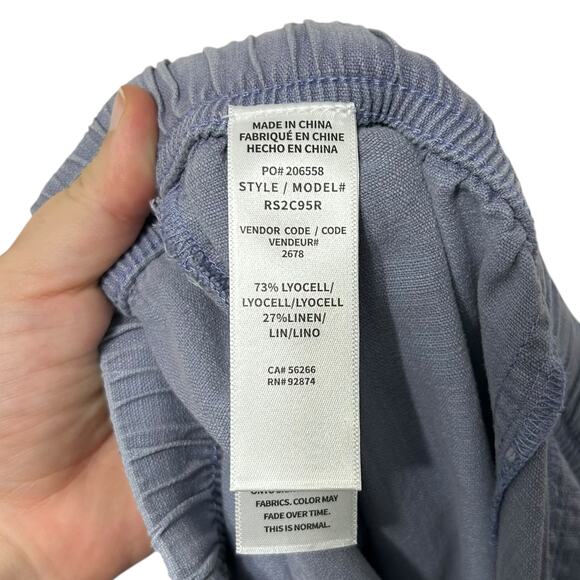 MADE IN CHINA
FABRIQUÉ EN CHINE
HECHO EN CHINA
PO# 206558
STYLE / MODEL#
RS2C95R
VENDOR CODE / CODE
VENDEUR#
2678
73% LYOCELL/
LYOCELL/LYOCELL
27%LINEN/
LIN/LINO
CA# 56266
RN# 92874
FABRICS. COLOR MAY
FADE OVER TIME.
THIS IS NORMAL.